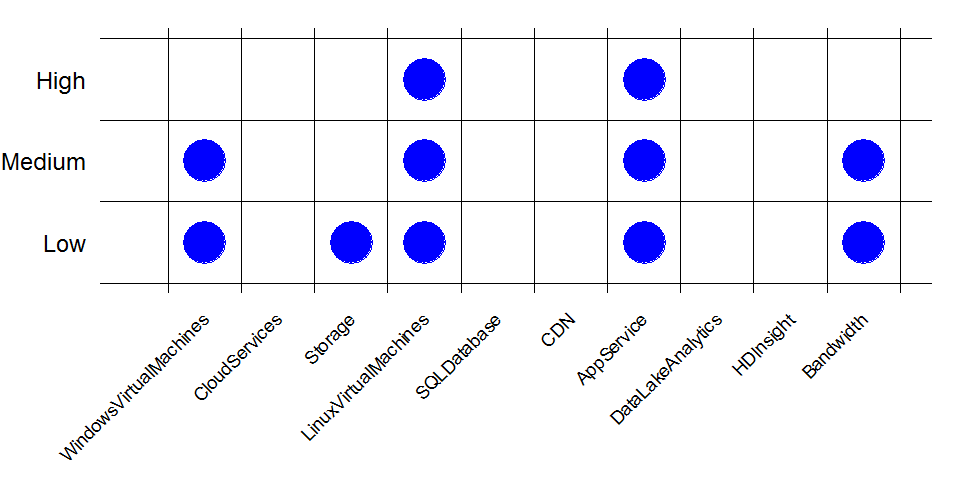 High
Medium
Low
WindowsVirtualMachines
CloudServices
Storage
LinuxVirtualMachines
SQLDatabase
CDN
AppService
DataLakeAnalytics
HDInsight
Bandwidth